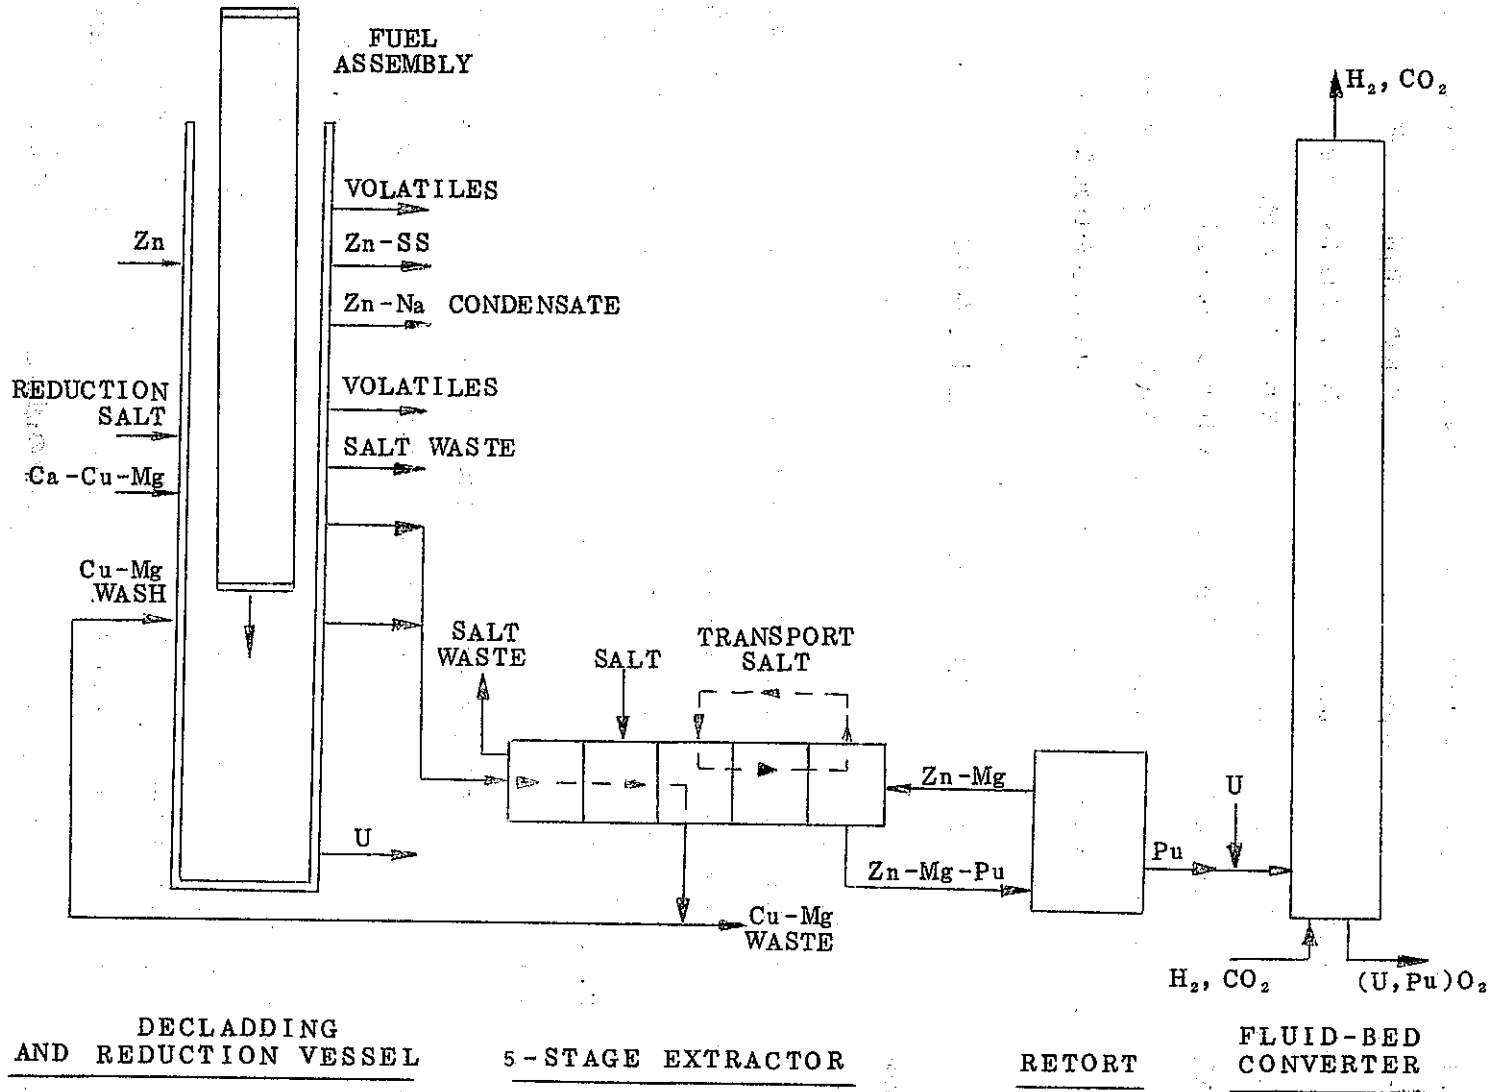 FUEL
ASSEMBLY
H₂, CO₂
VOLATILES
Zn
Zn-SS
Zn-Na CONDENSATE
REDUCTION
SALT
VOLATILES
SALT WASTE
Ca-Cu-Mg
Cu-Mg
WASH
SALT
WASTE
SALT
TRANSPORT
SALT
Zn-Mg
U
U
Pu
Zn-Mg-Pu
Cu-Mg
WASTE
H₂, CO₂
(U,Pu)O₂
DECLADDING
AND REDUCTION VESSEL
5-STAGE EXTRACTOR
RETORT
FLUID-BED
CONVERTER